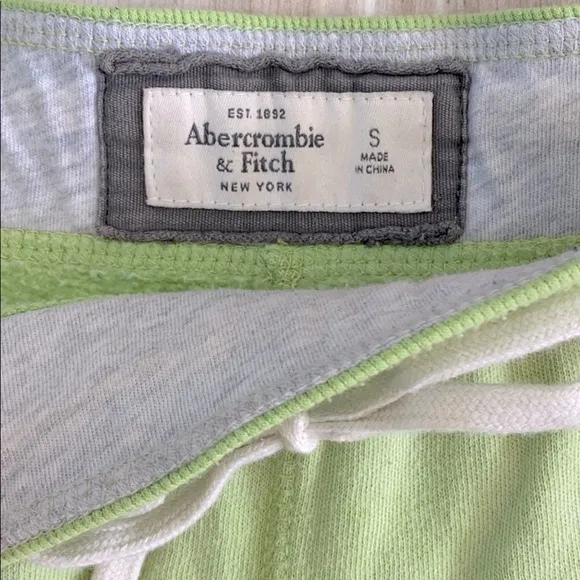 EST. 1892
Abercrombie
& Fitch
NEW YORK
S
MADE
IN CHINA